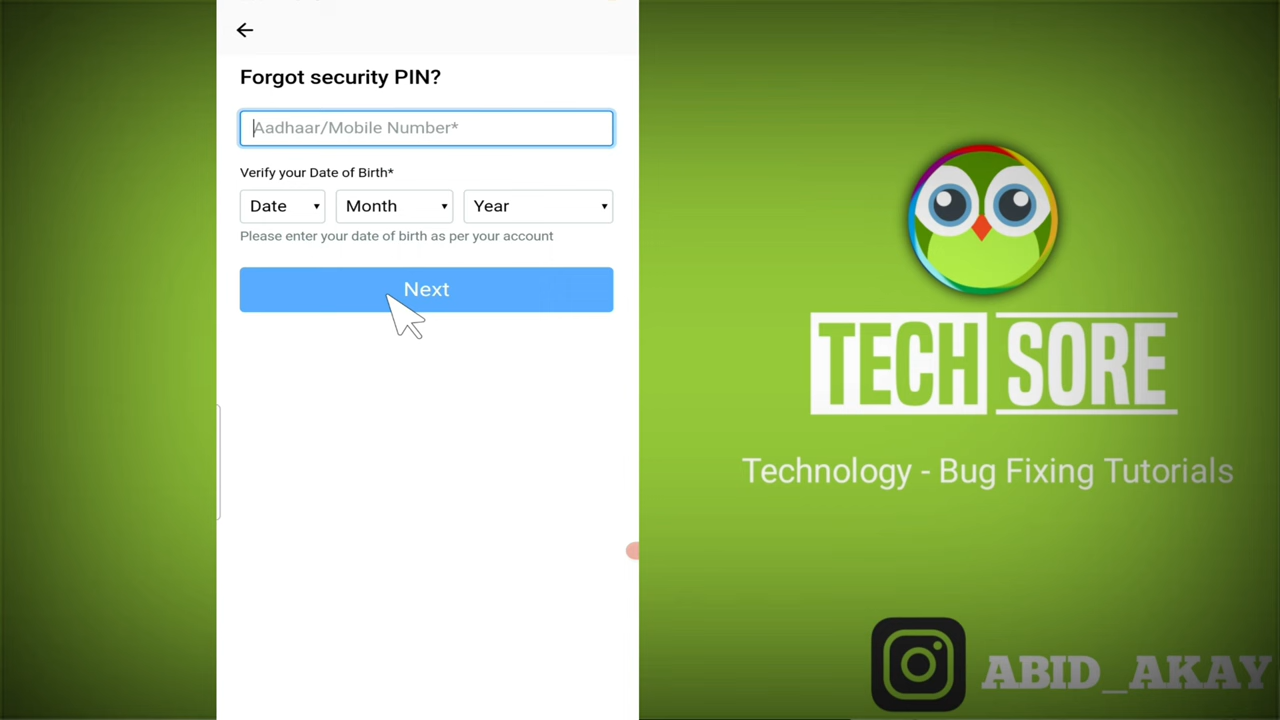 Forgot security PIN?
Aadhaar/Mobile Number*
Verify your Date of Birth*
Date Month Year
Please enter your date of birth as per your account
Next
TECH SORE
Technology - Bug Fixing Tutorials
ABID_AKAY